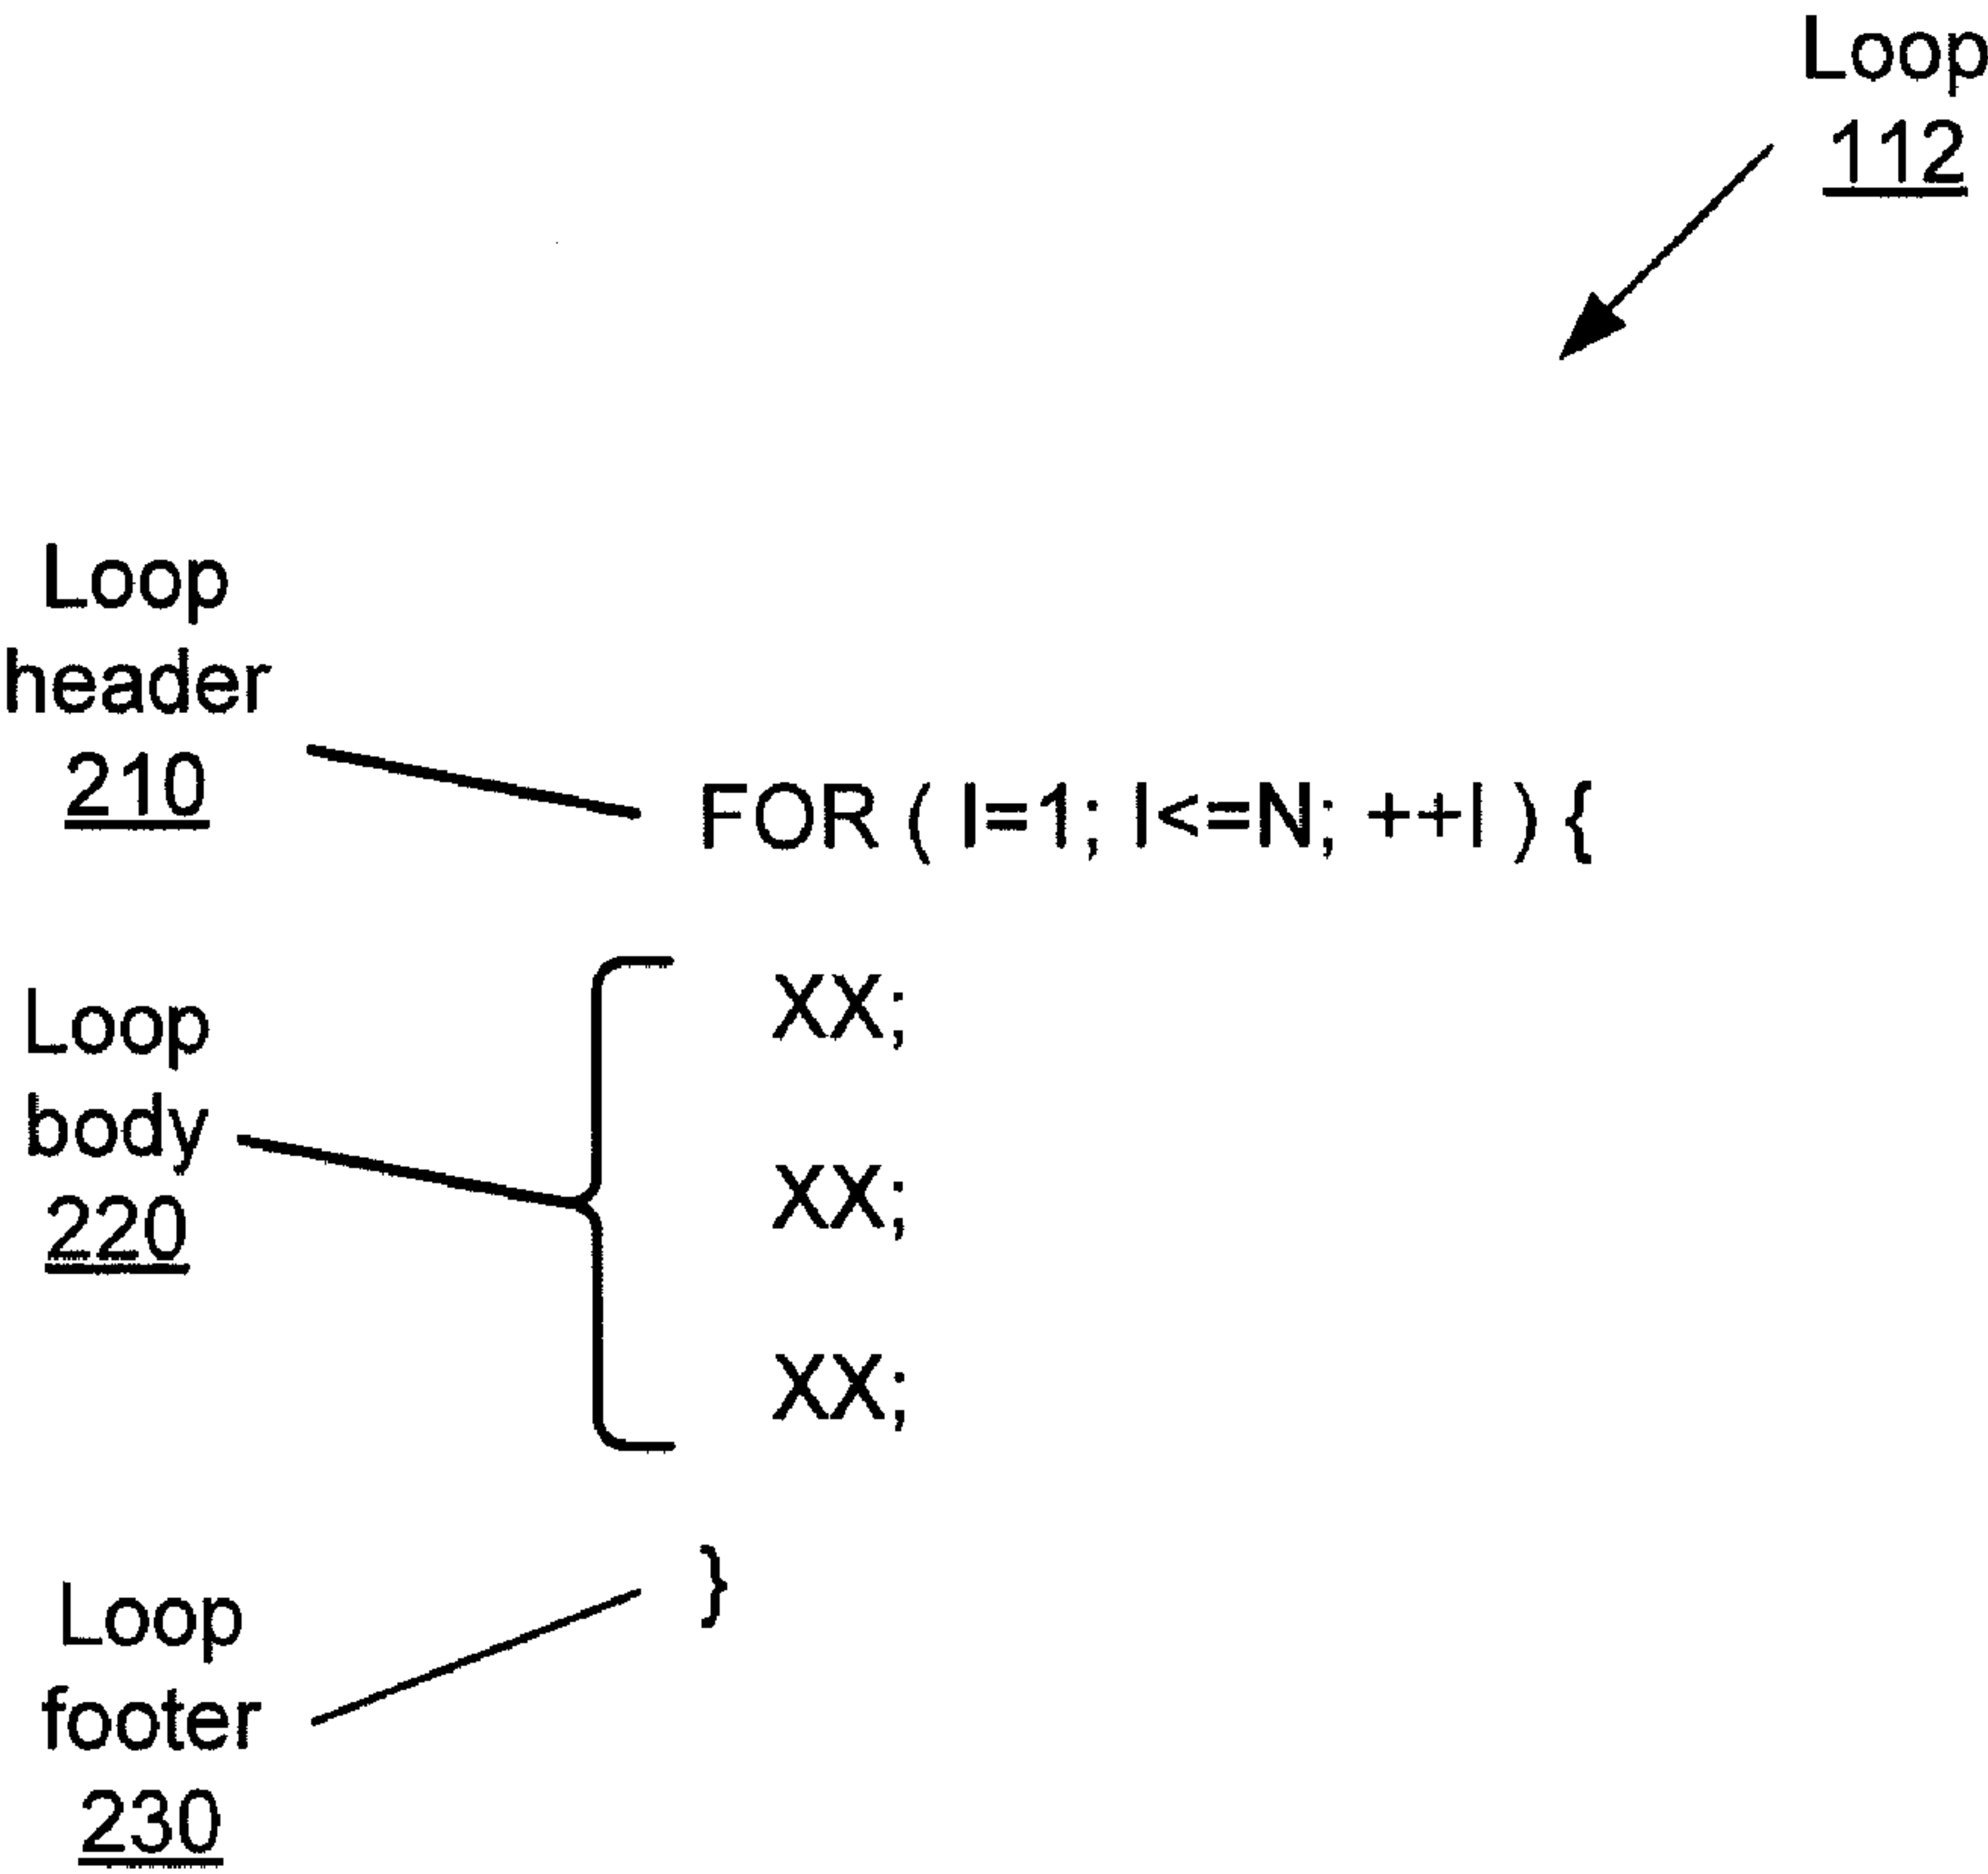 Loop
112
Loop
header
210
FOR ( I=1; I<=N; ++I ) {
XX;
Loop
body
220
XX;
XX;
}
Loop
footer
230